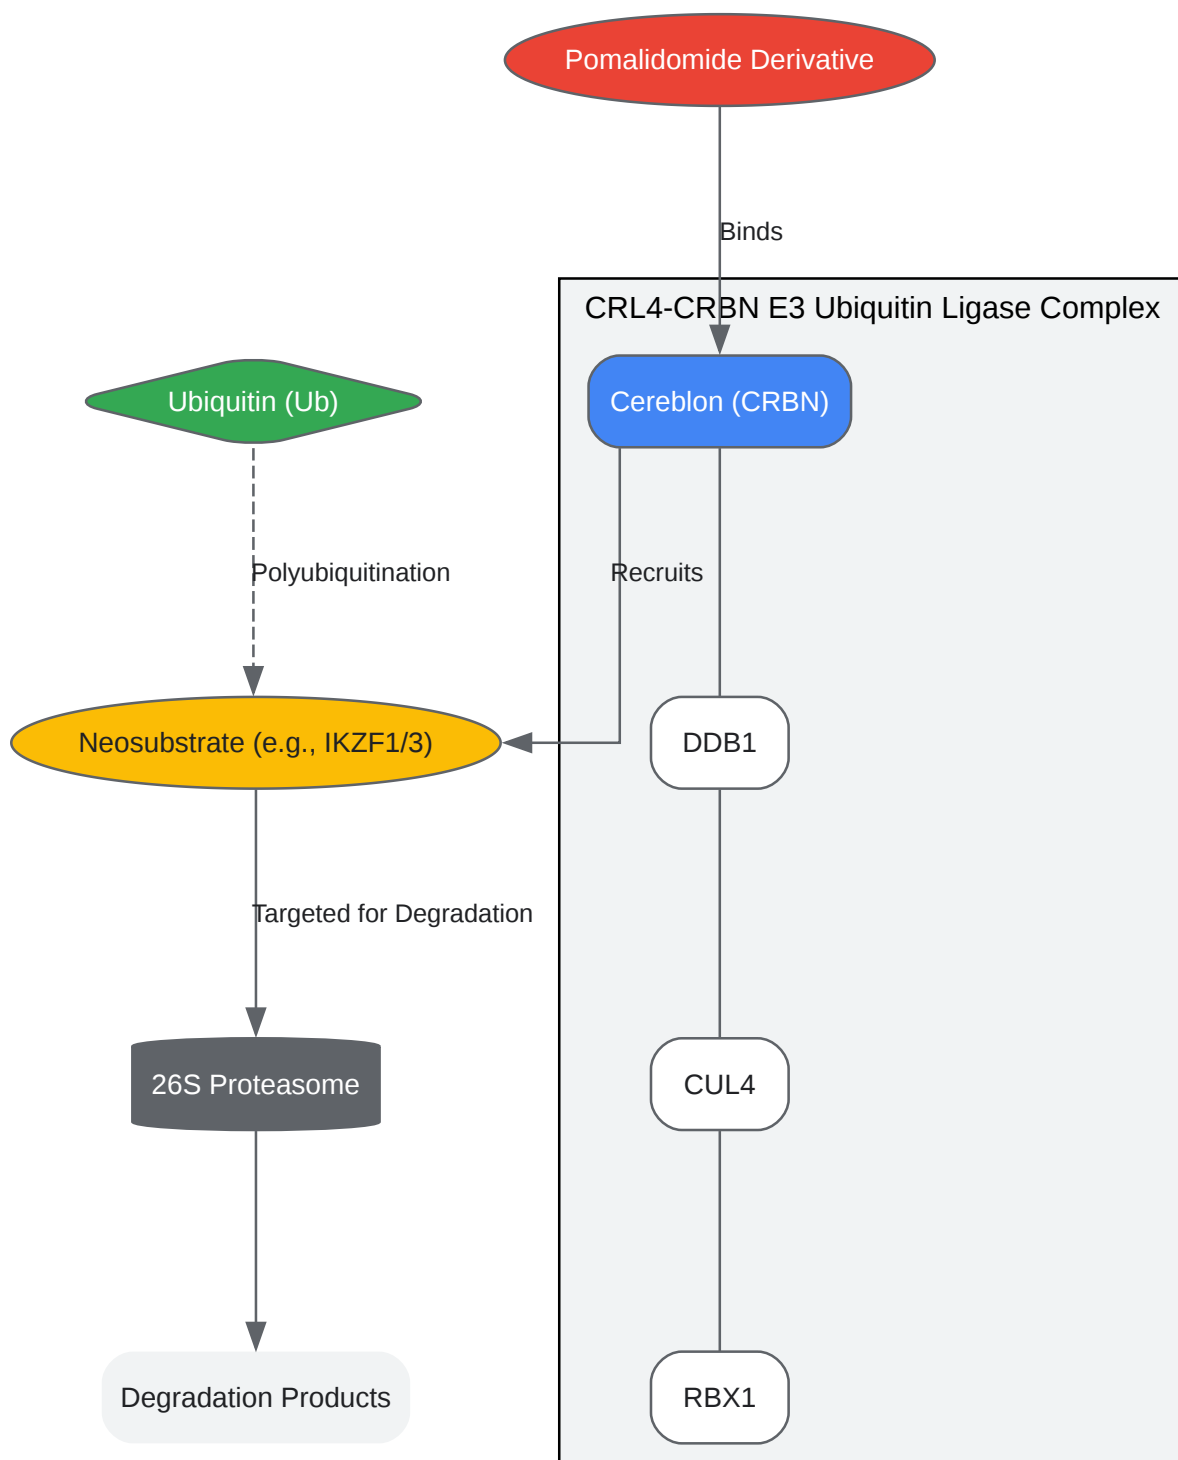 Pomalidomide Derivative
Binds
CRL4-CRBN E3 Ubiquitin Ligase Complex
Ubiquitin (Ub)
Cereblon (CRBN)
Polyubiquitination
Recruits
Neosubstrate (e.g., IKZF1/3)
DDB1
Targeted for Degradation
26S Proteasome
CUL4
Degradation Products
RBX1